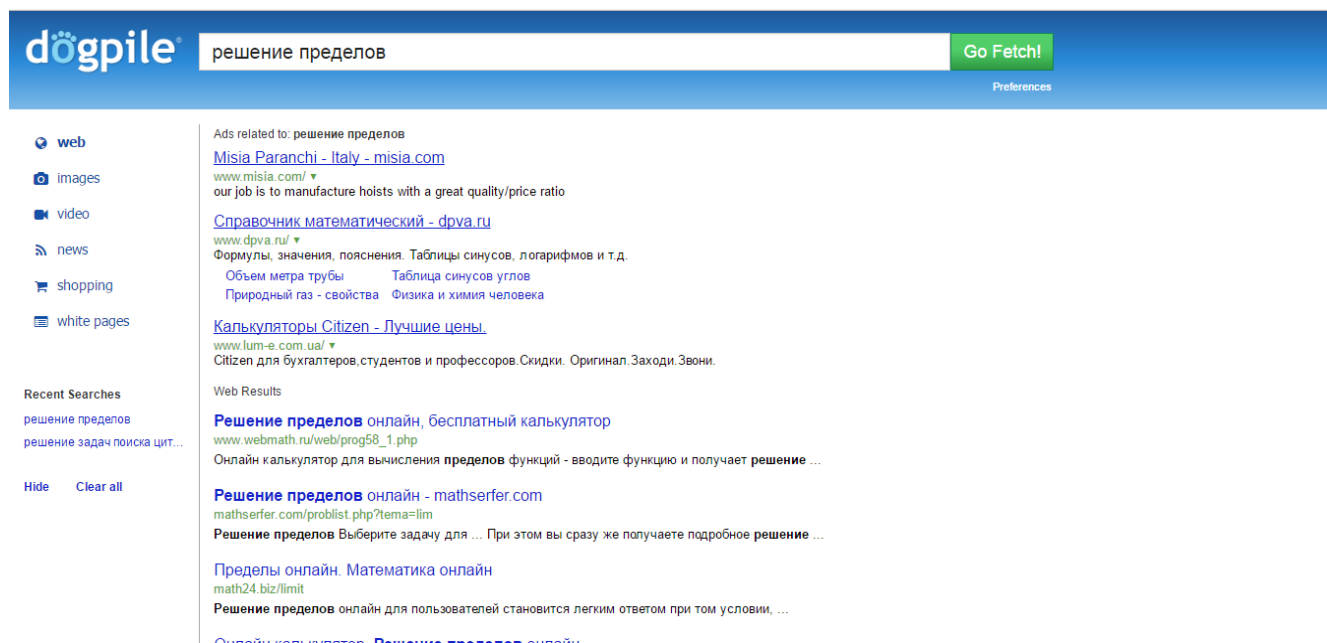 dogpile
решение пределов
Go Fetch!
Preferences
web
images
video
news
shopping
white pages
Recent Searches
решение пределов
решение задач поиска цит...
Hide Clear all
Ads related to: решение пределов
Misia Paranchi - Italy - misia.com
www.misia.com/
our job is to manufacture hoists with a great quality/price ratio
Справочник математический - dpva.ru
www.dpva.ru/
Формулы, значения, пояснения. Таблицы синусов, логарифмов и т.д.
Объем метра трубы Таблица синусов углов
Природный газ - свойства Физика и химия человека
Калькуляторы Citizen - Лучшие цены.
www.lum-e.com.ua/
Citizen для бухгалтеров,студентов и профессоров.Скидки. Оригинал.Заходи.Звони.
Web Results
Решение пределов онлайн, бесплатный калькулятор
www.webmath.ru/web/prog58_1.php
Онлайн калькулятор для вычисления пределов функций - вводите функцию и получает решение ...
Решение пределов онлайн - mathserfer.com
mathserfer.com/problist.php?tema=lim
Решение пределов Выберите задачу для ... При этом вы сразу же получаете подробное решение ...
Пределы онлайн. Математика онлайн
math24.biz/limit
Решение пределов онлайн для пользователей становится легким ответом при том условии, ...
Онлайн калькулятор. Решение пределов онлайн